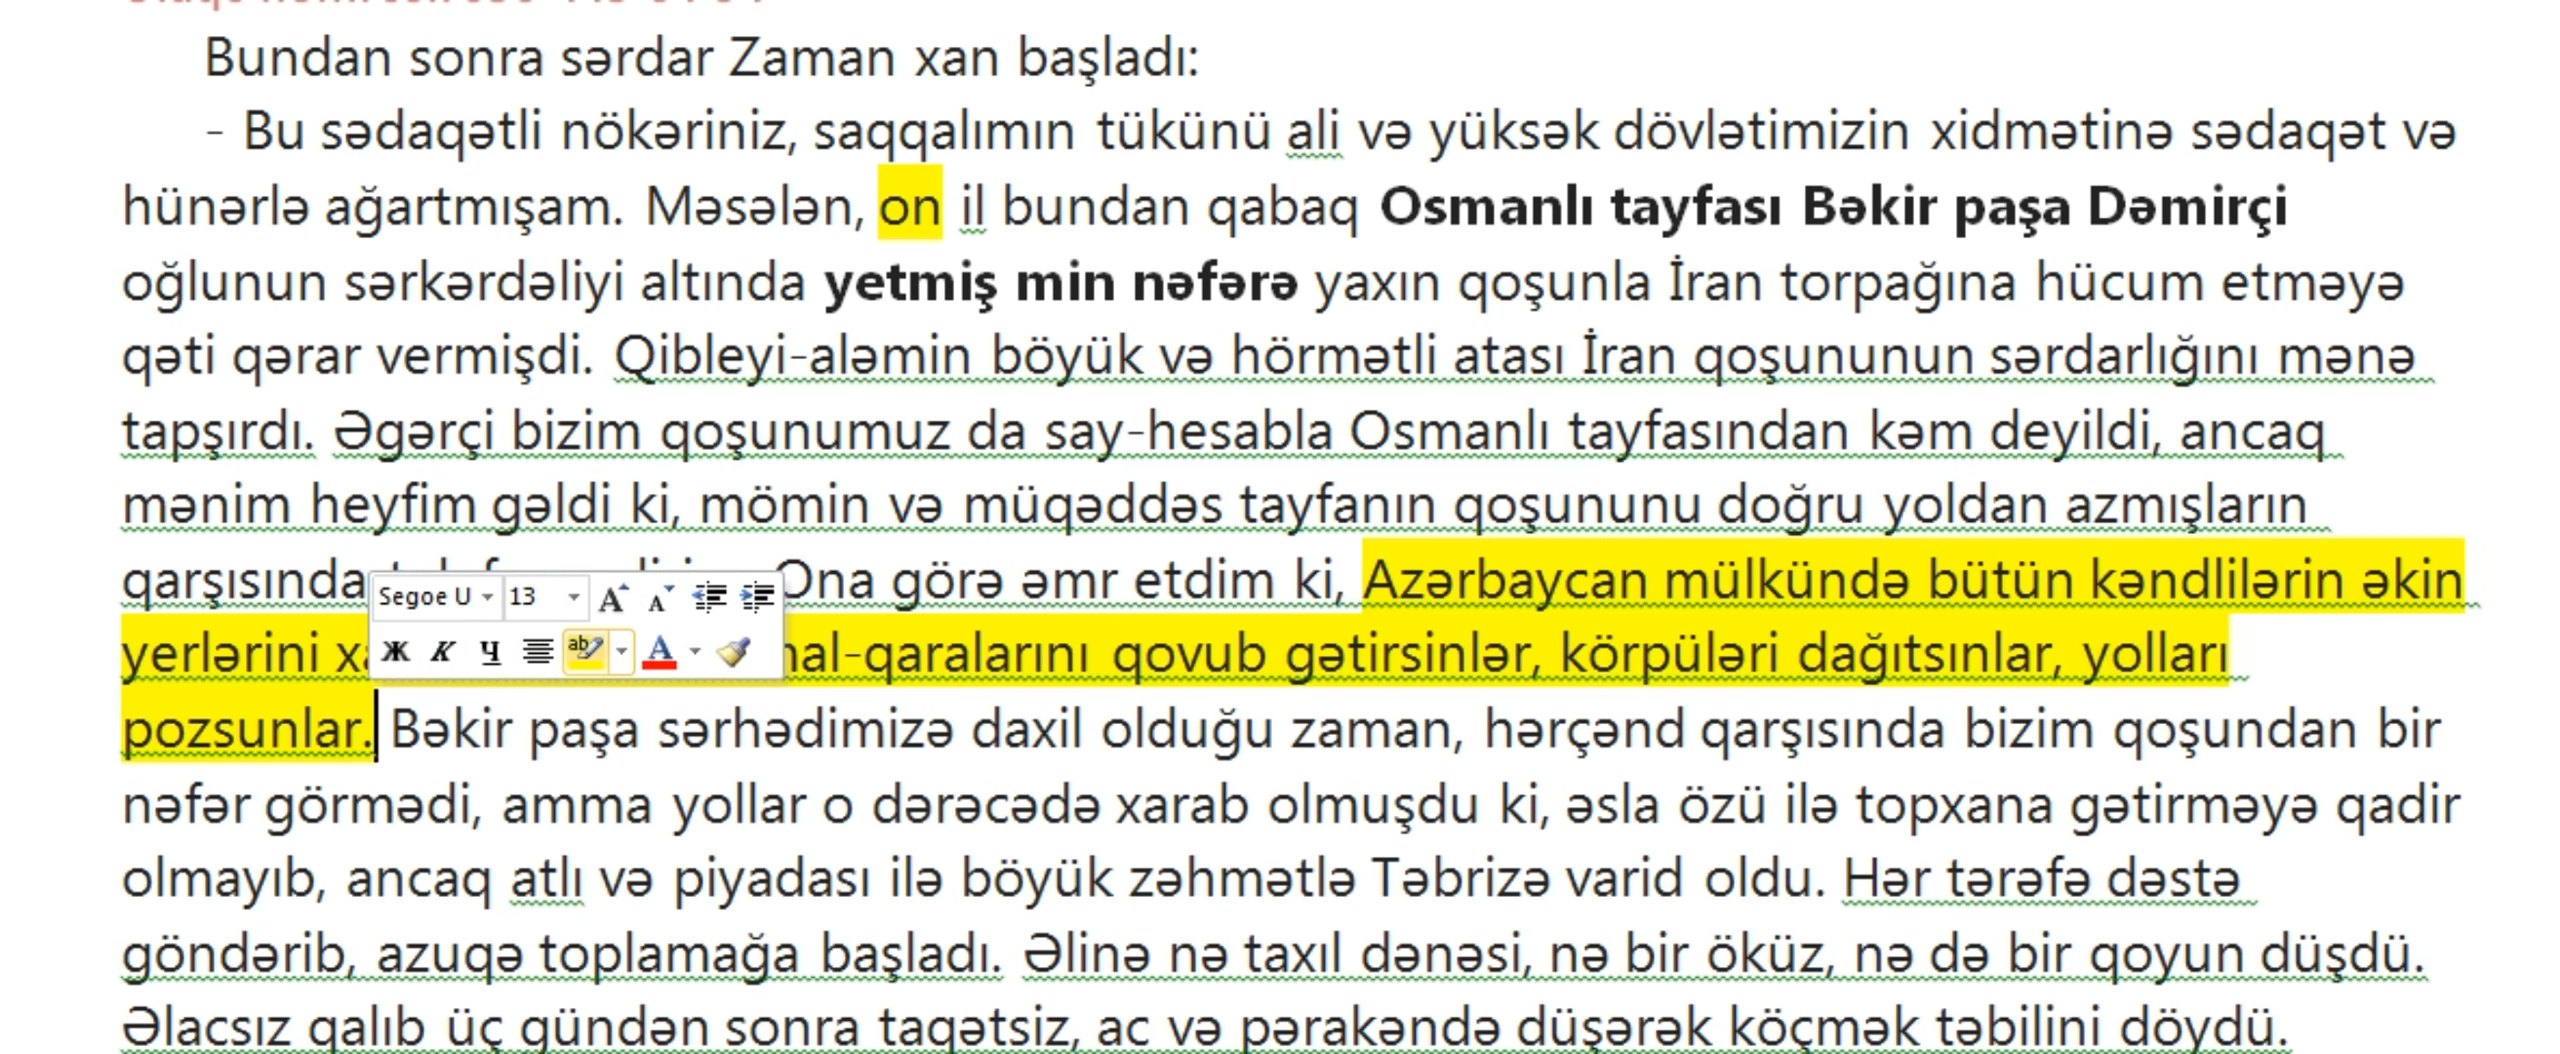 Bundan sonra sərdar Zaman xan başladı:
- Bu sədaqətli nökəriniz, saqqalımın tükünü ali və yüksək dövlətimizin xidmətinə sədaqət və
hünərlə ağartmışam. Məsələn, on il bundan qabaq Osmanlı tayfası Bəkir paşa Dəmirçi
oğlunun sərkərdəliyi altında yetmiş min nəfərə yaxın qoşunla İran torpağına hücum etməyə
qəti qərar vermişdi. Qibleyi-aləmin böyük və hörmətli atası İran qoşununun sərdarlığını mənə
tapşırdı. Əgərçi bizim qoşunumuz da say-hesabla Osmanlı tayfasından kəm deyildi, ancaq
mənim heyfim gəldi ki, mömin və müqəddəs tayfanın qoşununu doğru yoldan azmışların
qarşısında Ona görə əmr etdim ki, Azərbaycan mülkündə bütün kəndlilərin əkin
Segoe U 13
yerlərini mal-qaralarını qovub gətirsinlər, körpüləri dağıtsınlar, yolları
Ж К Ч ab A
pozsunlar. Bəkir paşa sərhədimizə daxil olduğu zaman, hərçənd qarşısında bizim qoşundan bir
nəfər görmədi, amma yollar o dərəcədə xarab olmuşdu ki, əsla özü ilə topxana gətirməyə qadir
olmayıb, ancaq atlı və piyadası ilə böyük zəhmətlə Təbrizə varid oldu. Hər tərəfə dəstə
göndərib, azuqə toplamağa başladı. Əlinə nə taxıl dənəsi, nə bir öküz, nə də bir qoyun düşdü.
Əlacsız qalıb üç gündən sonra taqətsiz, ac və pərakəndə düşərək köçmək təbilini döydü.